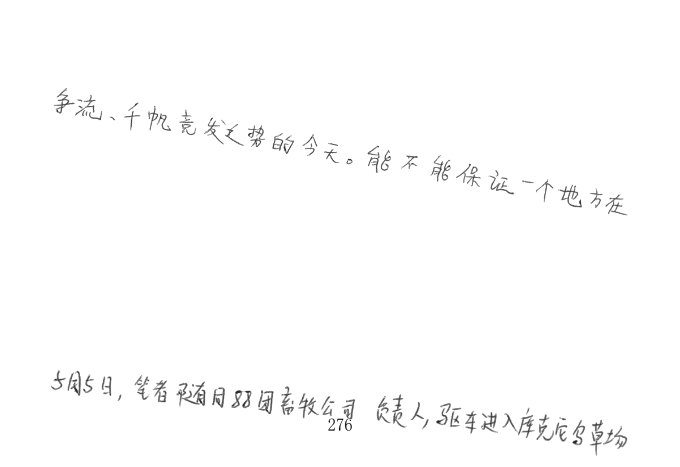 争流、千帆竞发之势的今天。能不能保证一个地方在
5月5日，笔者随同88团畜牧公司 负责人，驱车进入库克尼乌草场
276